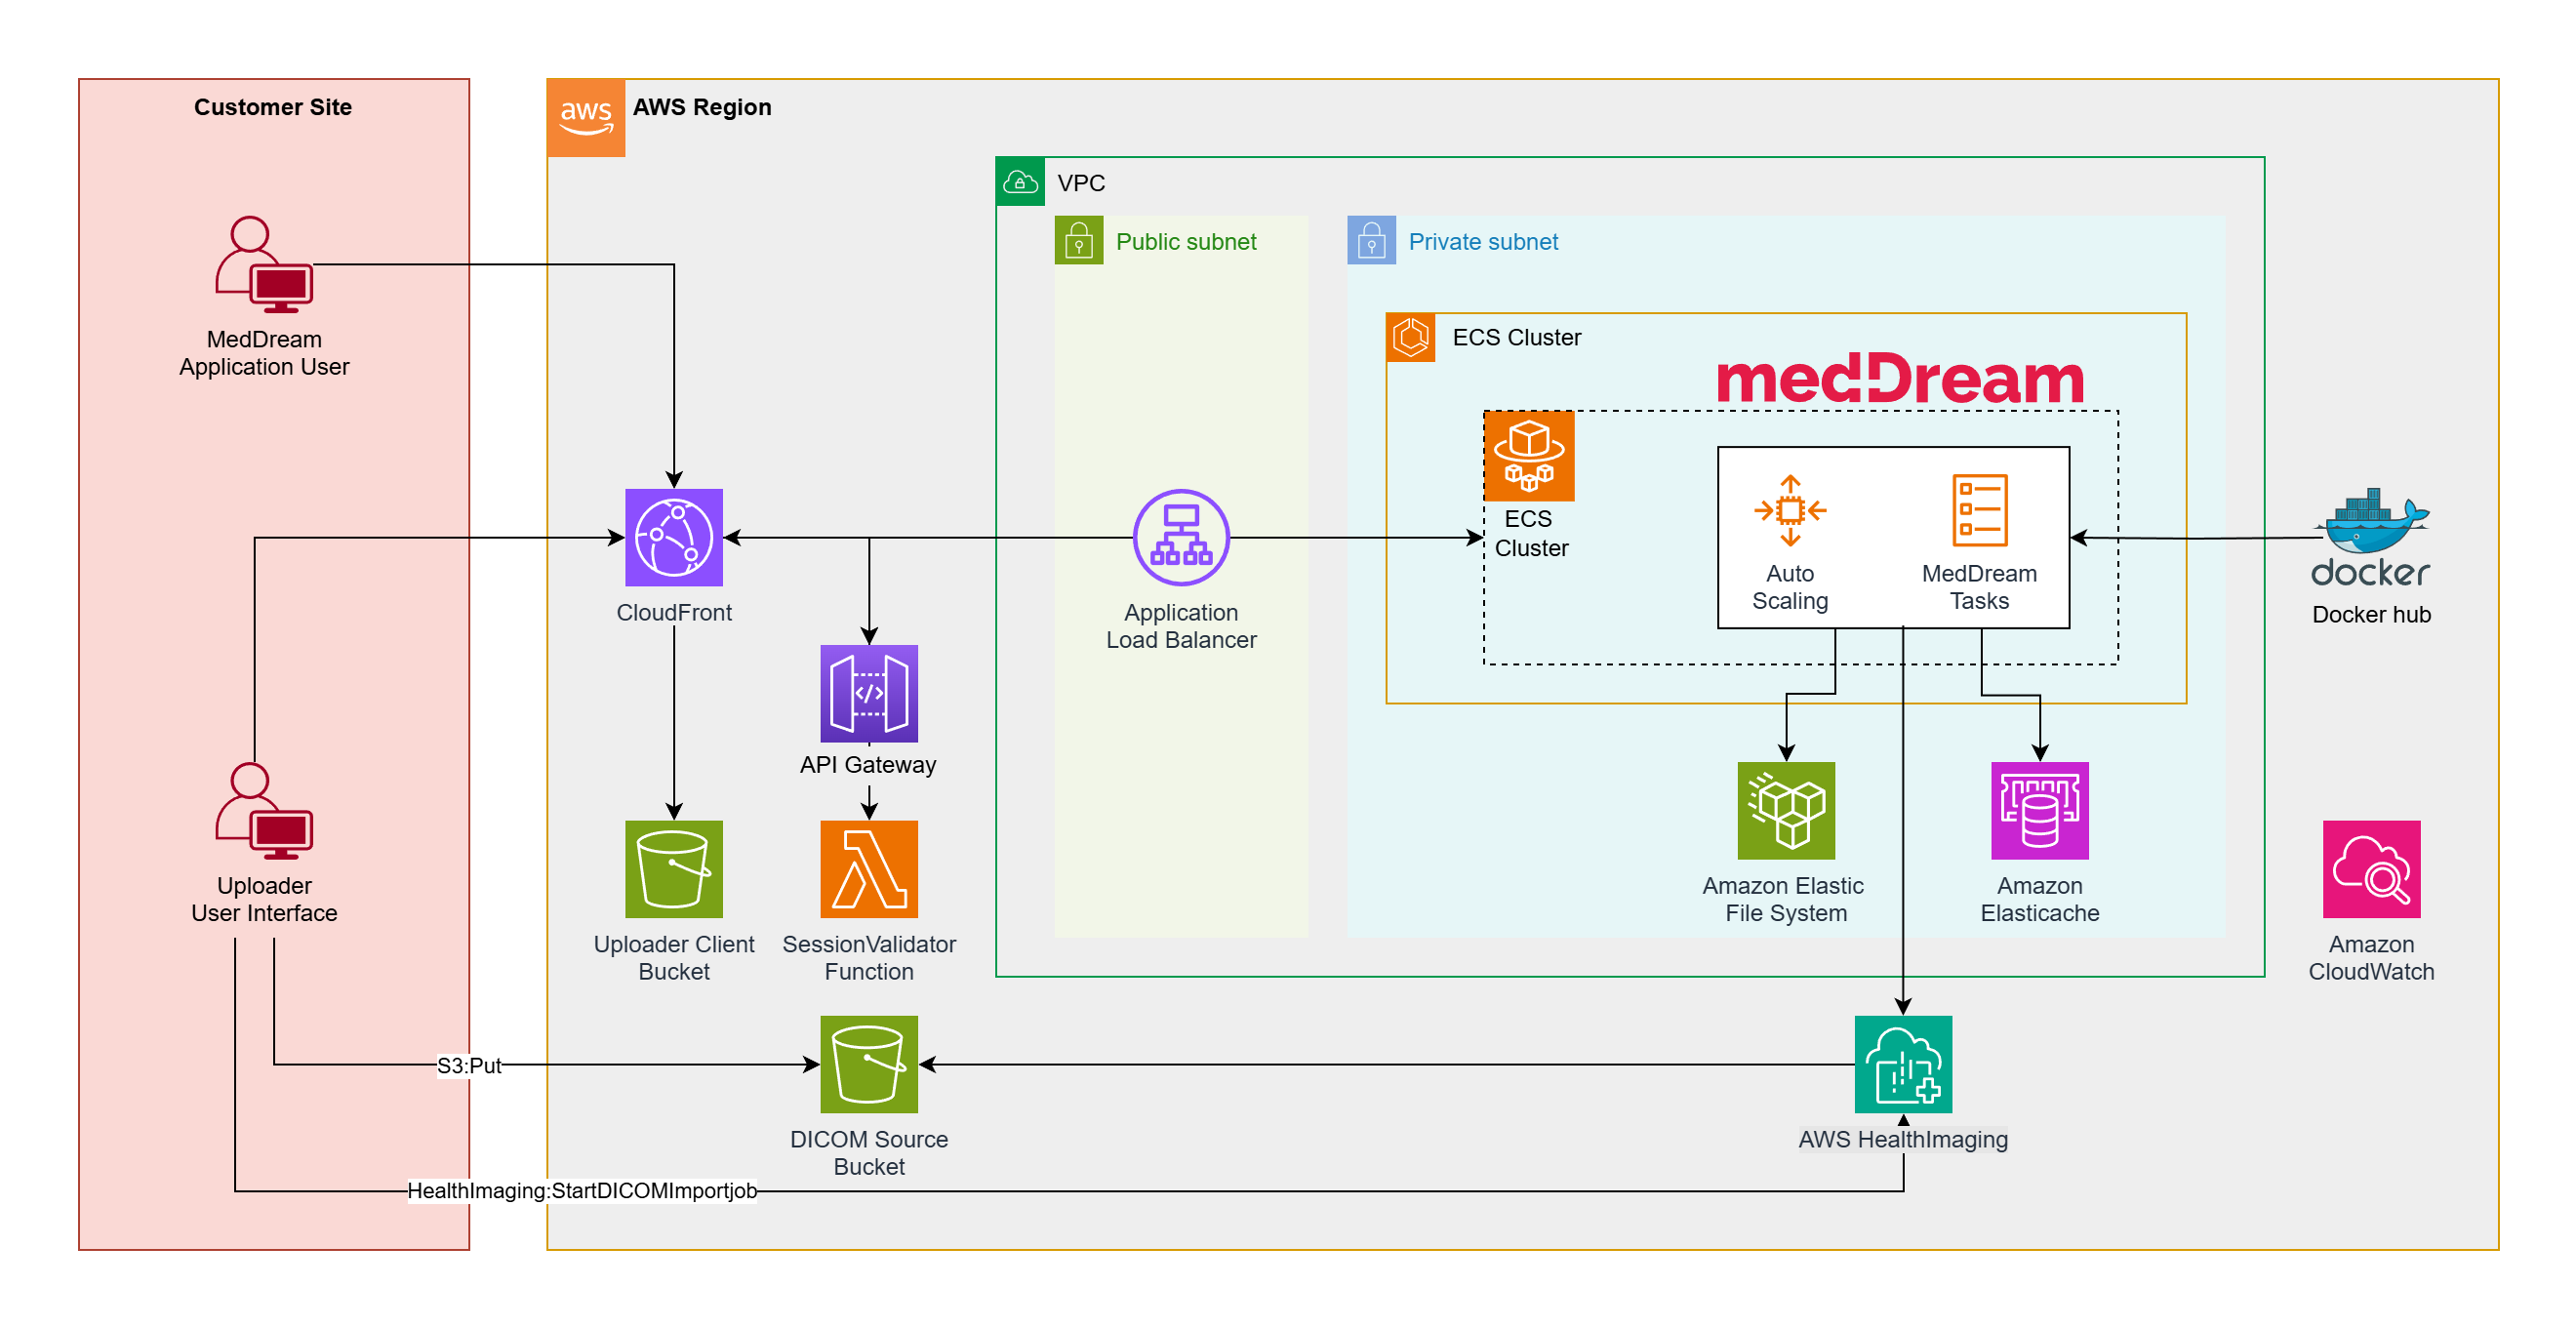 Customer Site
aws
AWS Region
VPC
Public subnet
Private subnet
ECS Cluster
medDream
MedDream
Application User
ECS
Cluster
Auto
Scaling
MedDream
Tasks
docker
Docker hub
CloudFront
Application
Load Balancer
API Gateway
</>
Uploader
User Interface
Uploader Client
Bucket
SessionValidator
Function
Amazon Elastic
File System
Amazon
Elasticache
Amazon
CloudWatch
S3:Put
DICOM Source
Bucket
AWS HealthImaging
HealthImaging:StartDICOMImportjob